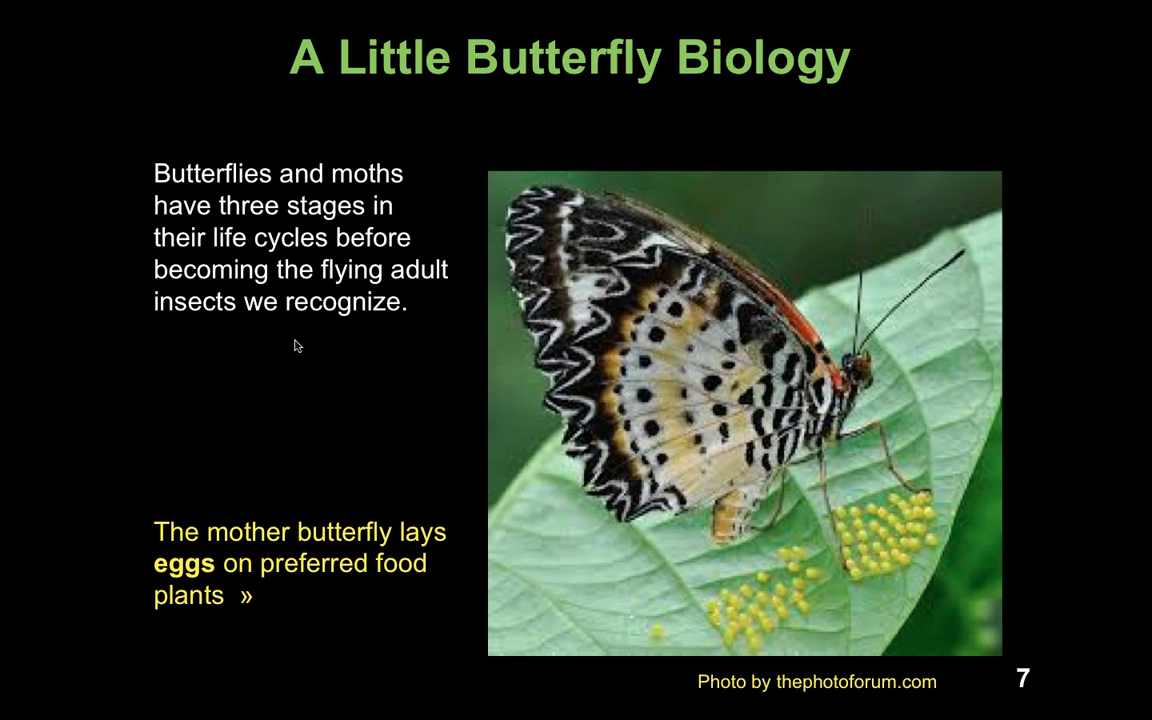 A Little Butterfly Biology
Butterflies and moths
have three stages in
their life cycles before
becoming the flying adult
insects we recognize.
The mother butterfly lays
eggs on preferred food
plants »
Photo by thephotoforum.com
7